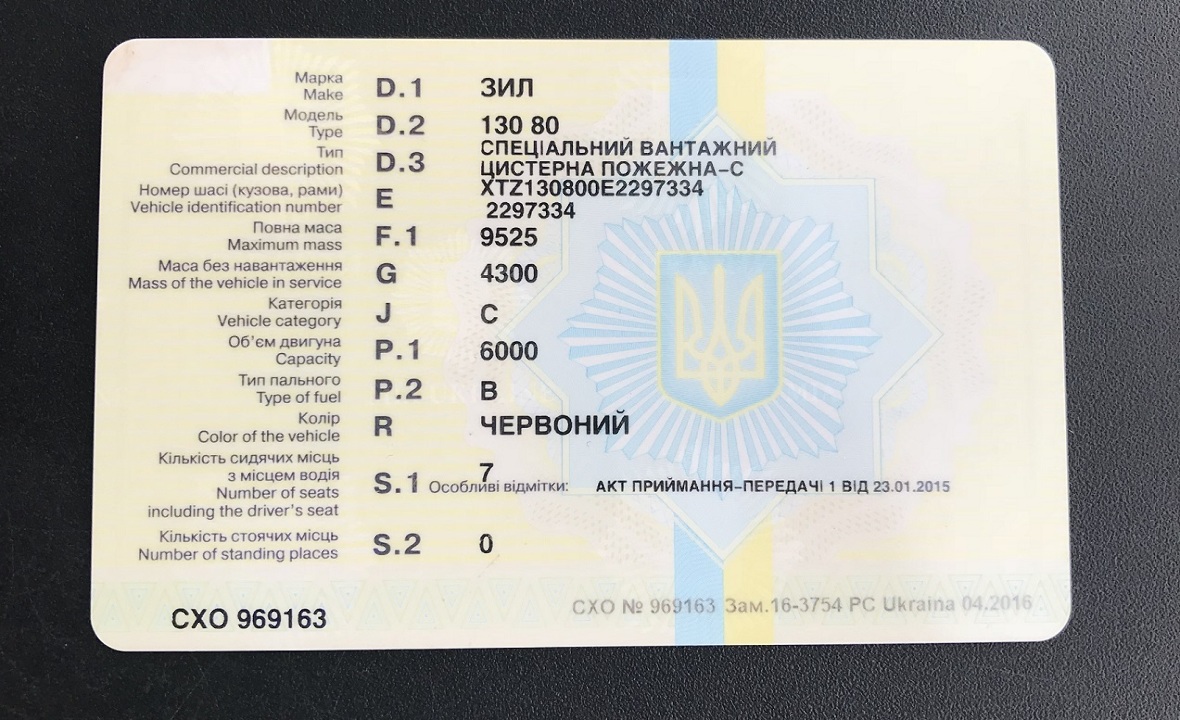 Марка
Make D.1 ЗИЛ
Модель
Type D.2 130 80
Тип
Commercial description D.3 СПЕЦІАЛЬНИЙ ВАНТАЖНИЙ
ЦИСТЕРНА ПОЖЕЖНА-С
Номер шасі (кузова, рами)
Vehicle identification number E XTZ130800E2297334
2297334
Повна маса
Maximum mass F.1 9525
Маса без навантаження
Mass of the vehicle in service G 4300
Категорія
Vehicle category J C
Об'єм двигуна
Capacity P.1 6000
Тип пального
Type of fuel P.2 B
Колір
Color of the vehicle R ЧЕРВОНИЙ
Кількість сидячих місць
з місцем водія
Number of seats
including the driver's seat S.1 7
Особливі відмітки: АКТ ПРИЙМАННЯ-ПЕРЕДАЧІ 1 ВІД 23.01.2015
Кількість стоячих місць
Number of standing places S.2 0
СХО 969163
СХО № 969163 Зам.16-3754 РС Ukraina 04.2016